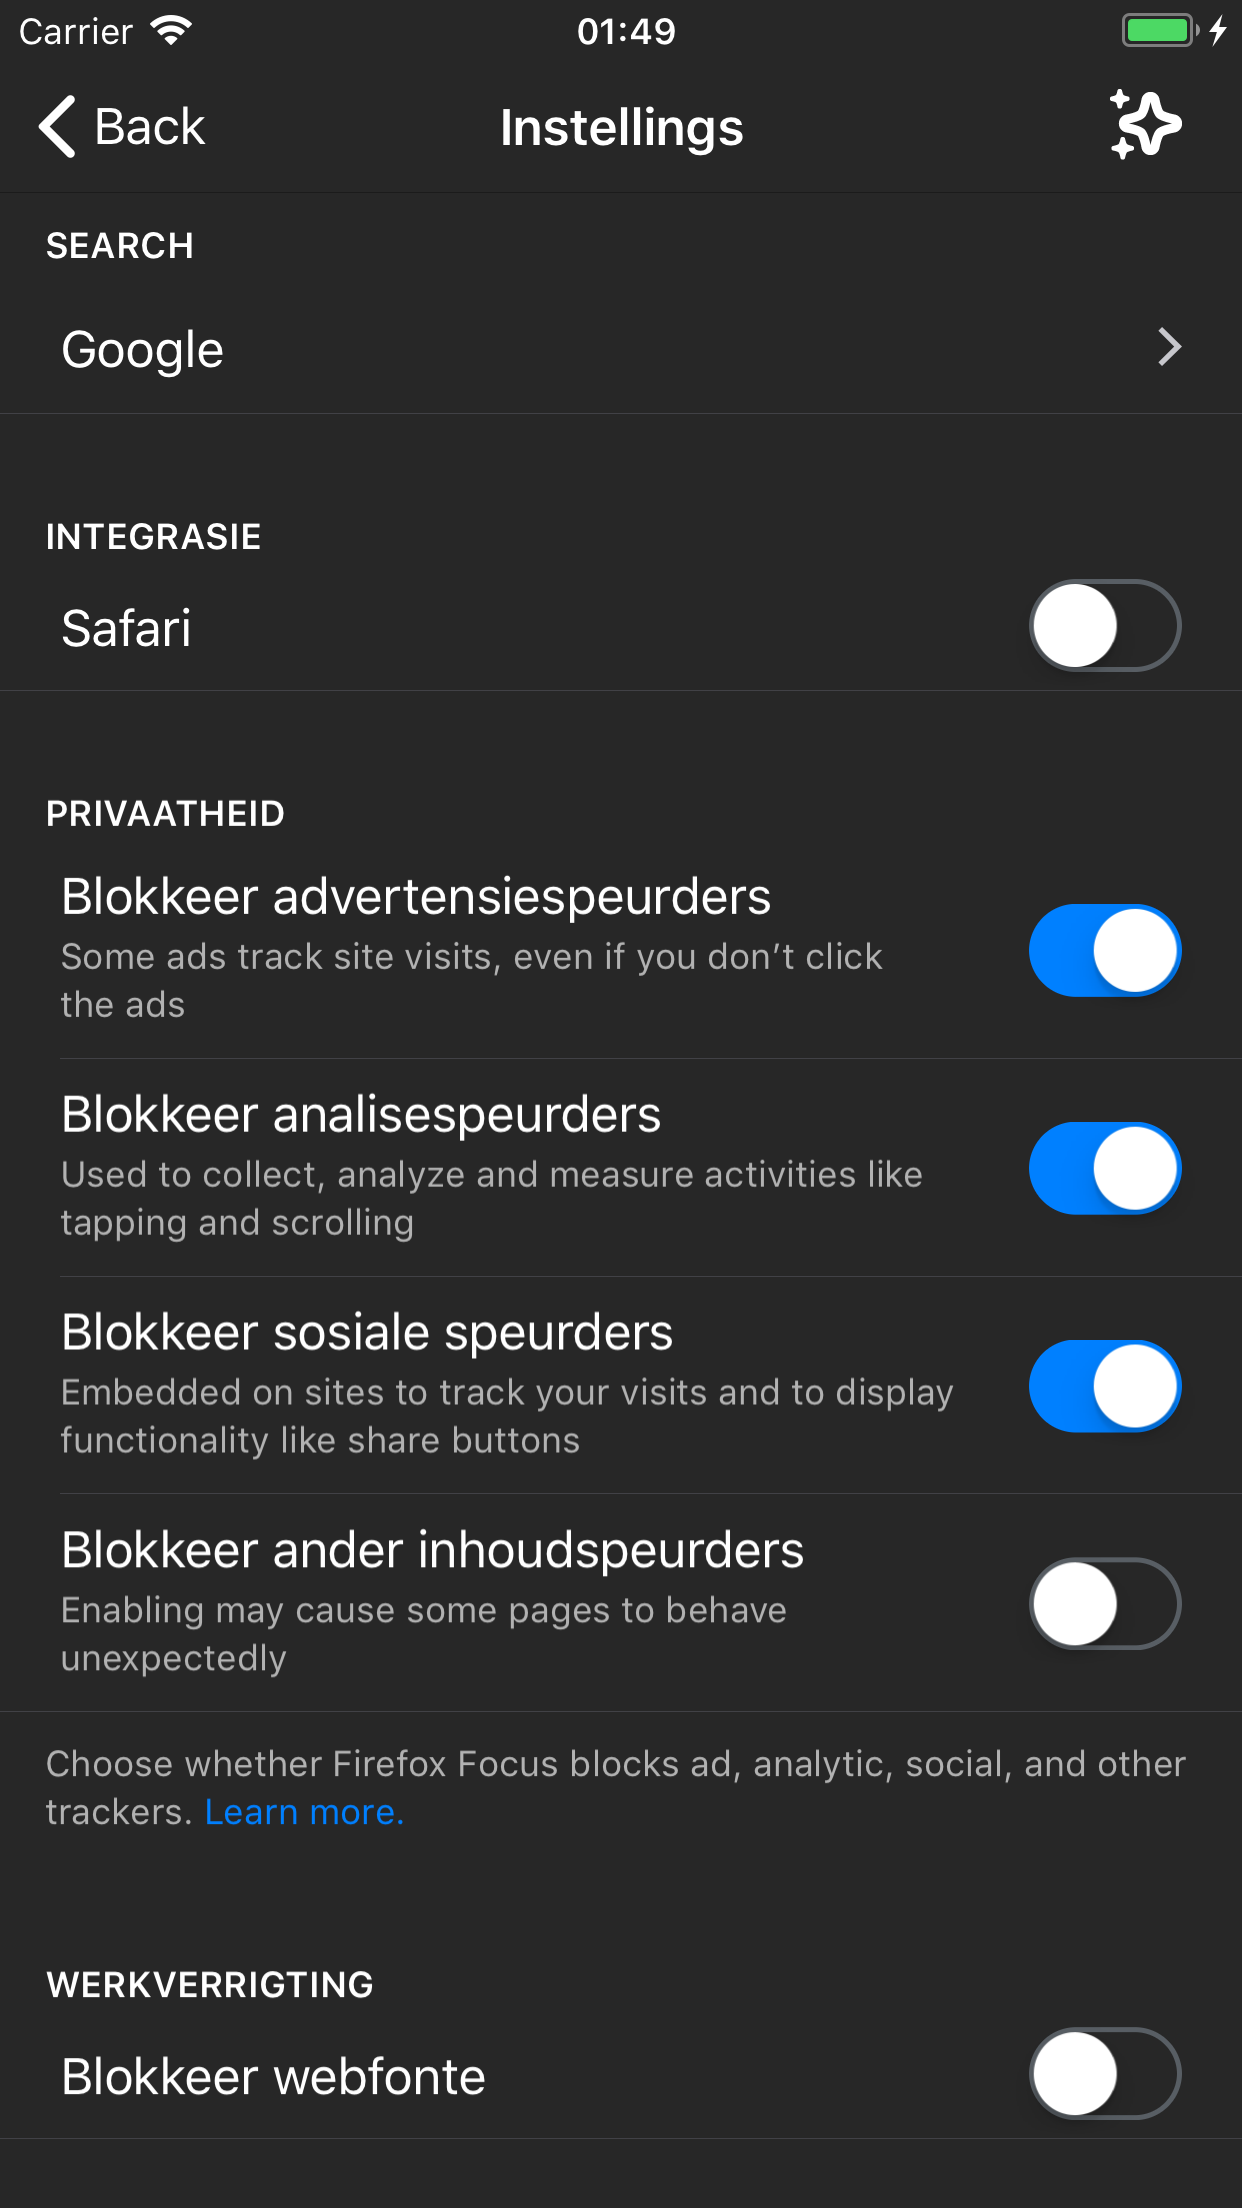 Carrier
01:49
Back
Instellings
SEARCH
Google
INTEGRASIE
Safari
PRIVAATHEID
Blokkeer advertensiespeurders
Some ads track site visits, even if you don’t click
the ads
Blokkeer analisespeurders
Used to collect, analyze and measure activities like
tapping and scrolling
Blokkeer sosiale speurders
Embedded on sites to track your visits and to display
functionality like share buttons
Blokkeer ander inhoudspeurders
Enabling may cause some pages to behave
unexpectedly
Choose whether Firefox Focus blocks ad, analytic, social, and other
trackers. Learn more.
WERKVERRIGTING
Blokkeer webfonte